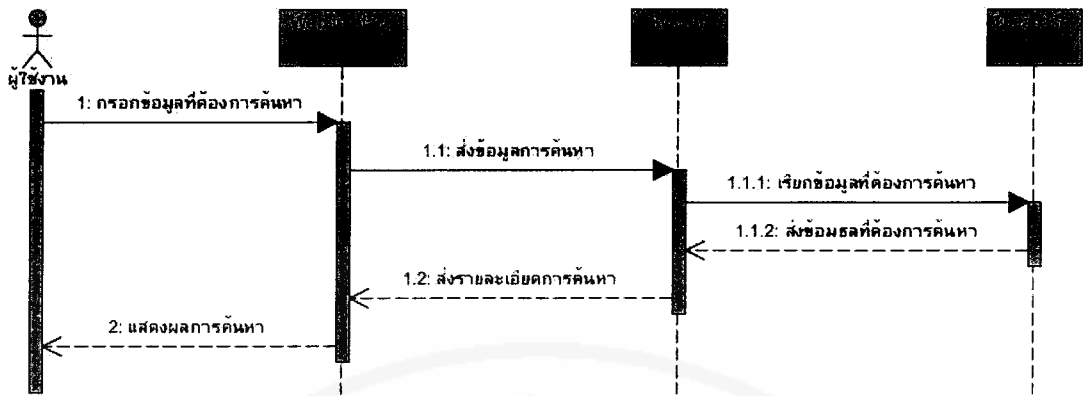 ผู้ใช้งาน
1: กรอกข้อมูลที่ต้องการค้นหา
1.1: ส่งข้อมูลการค้นหา
1.1.1: เรียกข้อมูลที่ต้องการค้นหา
1.1.2: ส่งข้อมธลที่ต้องการค้นหา
1.2: ส่งรายละเอียดการค้นหา
2: แสดงผลการค้นหา